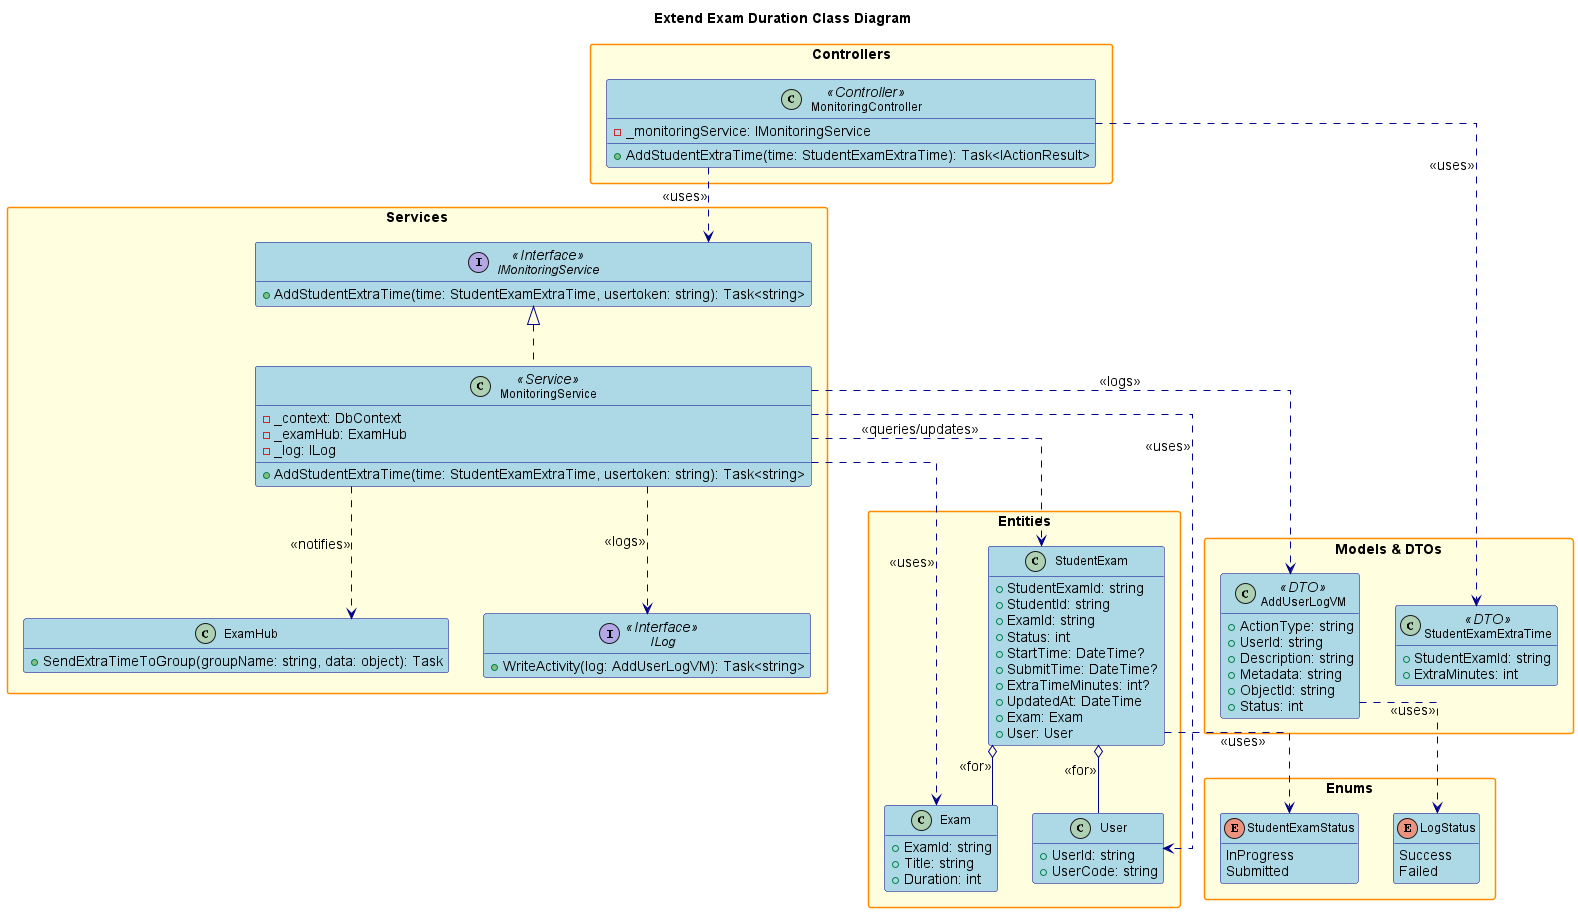 Extend Exam Duration Class Diagram
Controllers
C
«Controller»
MonitoringController
_monitoringService: IMonitoringService
AddStudentExtraTime(time: StudentExamExtraTime): Task<IActionResult>
«uses»
«uses»
Services
I
«Interface»
IMonitoringService
AddStudentExtraTime(time: StudentExamExtraTime, usertoken: string): Task<string>
C
«Service»
MonitoringService
_context: DbContext
_examHub: ExamHub
_log: ILog
AddStudentExtraTime(time: StudentExamExtraTime, usertoken: string): Task<string>
«logs»
«queries/updates»
«uses»
«notifies»
«logs»
«uses»
C
ExamHub
SendExtraTimeToGroup(groupName: string, data: object): Task
I
«Interface»
ILog
WriteActivity(log: AddUserLogVM): Task<string>
Entities
C
StudentExam
StudentExamId: string
StudentId: string
ExamId: string
Status: int
StartTime: DateTime?
SubmitTime: DateTime?
ExtraTimeMinutes: int?
UpdatedAt: DateTime
Exam: Exam
User: User
«for»
«for»
«uses»
C
Exam
ExamId: string
Title: string
Duration: int
C
User
UserId: string
UserCode: string
Models & DTOs
C
«DTO»
AddUserLogVM
ActionType: string
UserId: string
Description: string
Metadata: string
ObjectId: string
Status: int
C
«DTO»
StudentExamExtraTime
StudentExamId: string
ExtraMinutes: int
«uses»
Enums
E
StudentExamStatus
InProgress
Submitted
E
LogStatus
Success
Failed